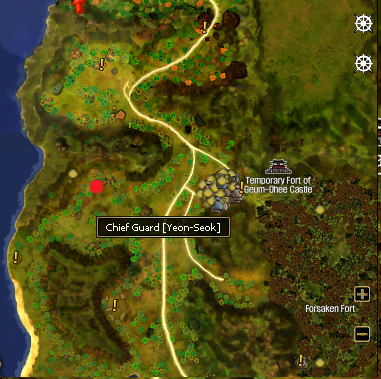 Temporary Fort of
Geum-Ohee Castle
Chief Guard [Yeon-Seok]
Forsaken Fort